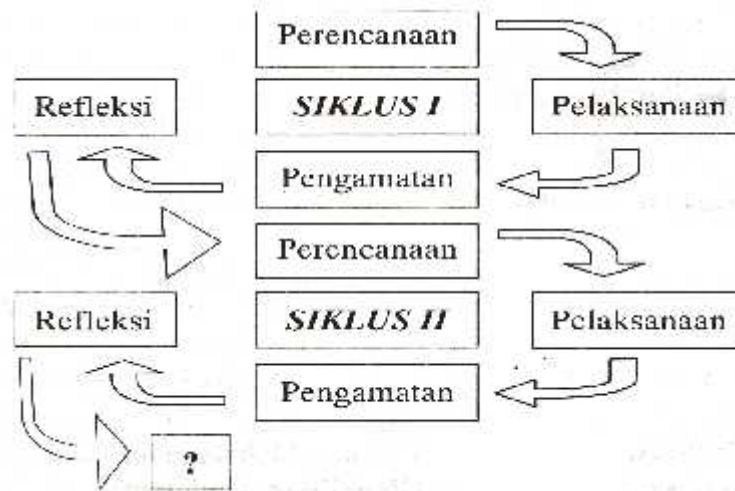 Perencanaan
Refleksi
SIKLUS I
Pelaksanaan
Pengamatan
Perencanaan
Refleksi
SIKLUS II
Pelaksanaan
Pengamatan
?